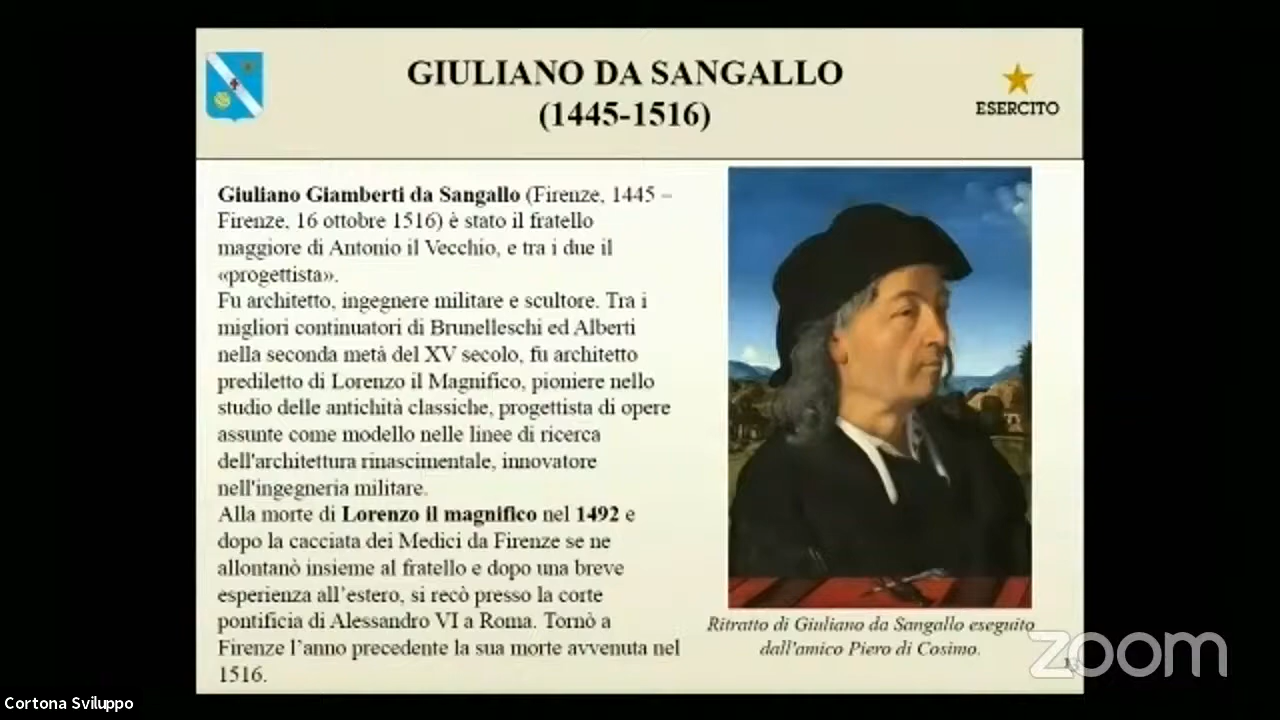 GIULIANO DA SANGALLO
(1445-1516)
ESERCITO
Giuliano Giamberti da Sangallo (Firenze, 1445 –
Firenze, 16 ottobre 1516) è stato il fratello
maggiore di Antonio il Vecchio, e tra i due il
«progettista».
Fu architetto, ingegnere militare e scultore. Tra i
migliori continuatori di Brunelleschi ed Alberti
nella seconda metà del XV secolo, fu architetto
prediletto di Lorenzo il Magnifico, pioniere nello
studio delle antichità classiche, progettista di opere
assunte come modello nelle linee di ricerca
dell'architettura rinascimentale, innovatore
nell'ingegneria militare.
Alla morte di Lorenzo il magnifico nel 1492 e
dopo la cacciata dei Medici da Firenze se ne
allontanò insieme al fratello e dopo una breve
esperienza all’estero, si recò presso la corte
pontificia di Alessandro VI a Roma. Tornò a
Firenze l’anno precedente la sua morte avvenuta nel
1516.
Ritratto di Giuliano da Sangallo eseguito
dall'amico Piero di Cosimo.
zoom
Cortona Sviluppo